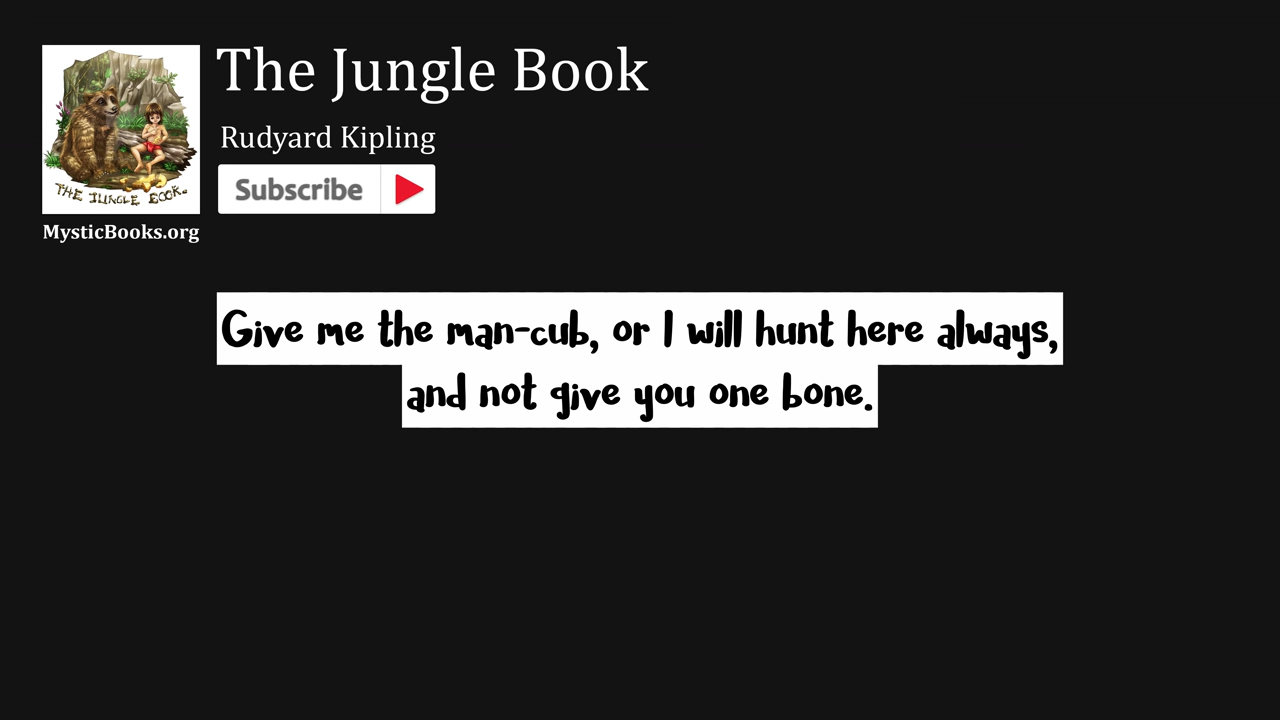 The Jungle Book
Rudyard Kipling
Subscribe
THE JUNGLE BOOK.
MysticBooks.org
Give me the man-cub, or I will hunt here always,
and not give you one bone.